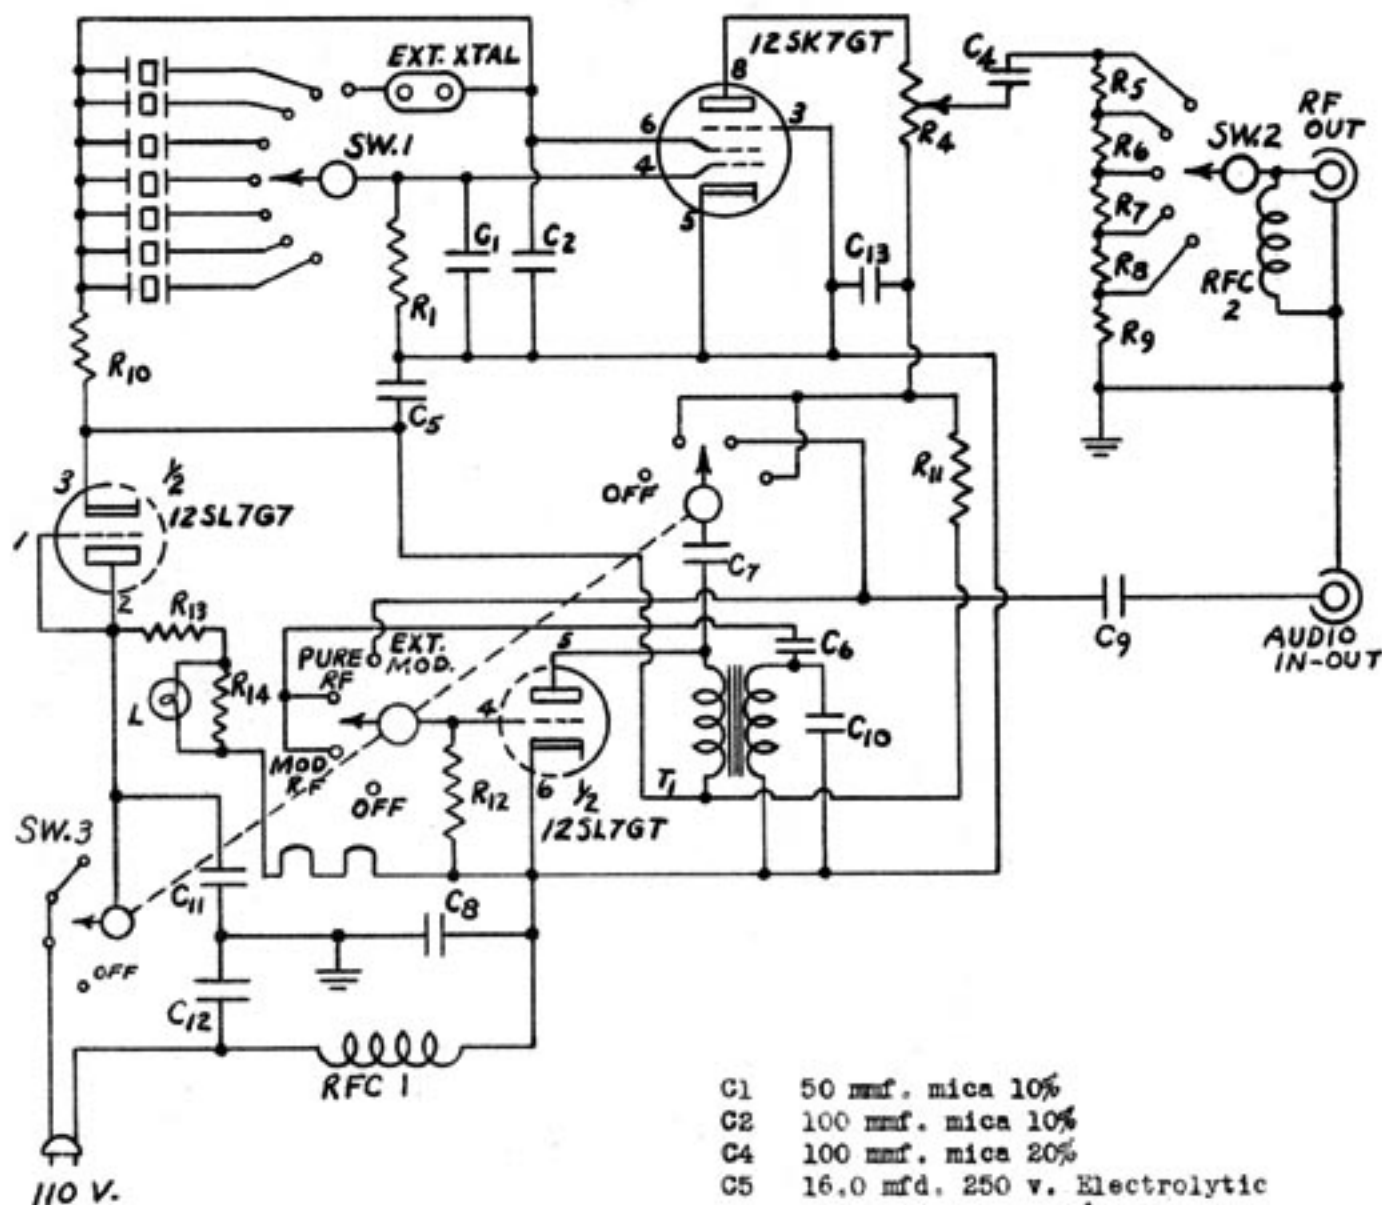 EXT. XTAL
12SK7GT
8
6
3
4
5
SW.1
C4
R4
R5
R6
R7
R8
R9
SW.2
RF
OUT
RFC
2
C1
C2
C13
R1
R10
C5
3
1/2
12SL7G7
1
2
OFF
R11
C7
R13
R14
L
PURE
RF
EXT.
MOD.
5
C6
C9
AUDIO
IN-OUT
4
C10
MOD
RF
OFF
R12
6
1/2
12SL7GT
T1
SW.3
C11
C8
OFF
C12
RFC 1
110 V.
C1 50 mmf. mica 10%
C2 100 mmf. mica 10%
C4 100 mmf. mica 20%
C5 16.0 mfd. 250 v. Electrolytic